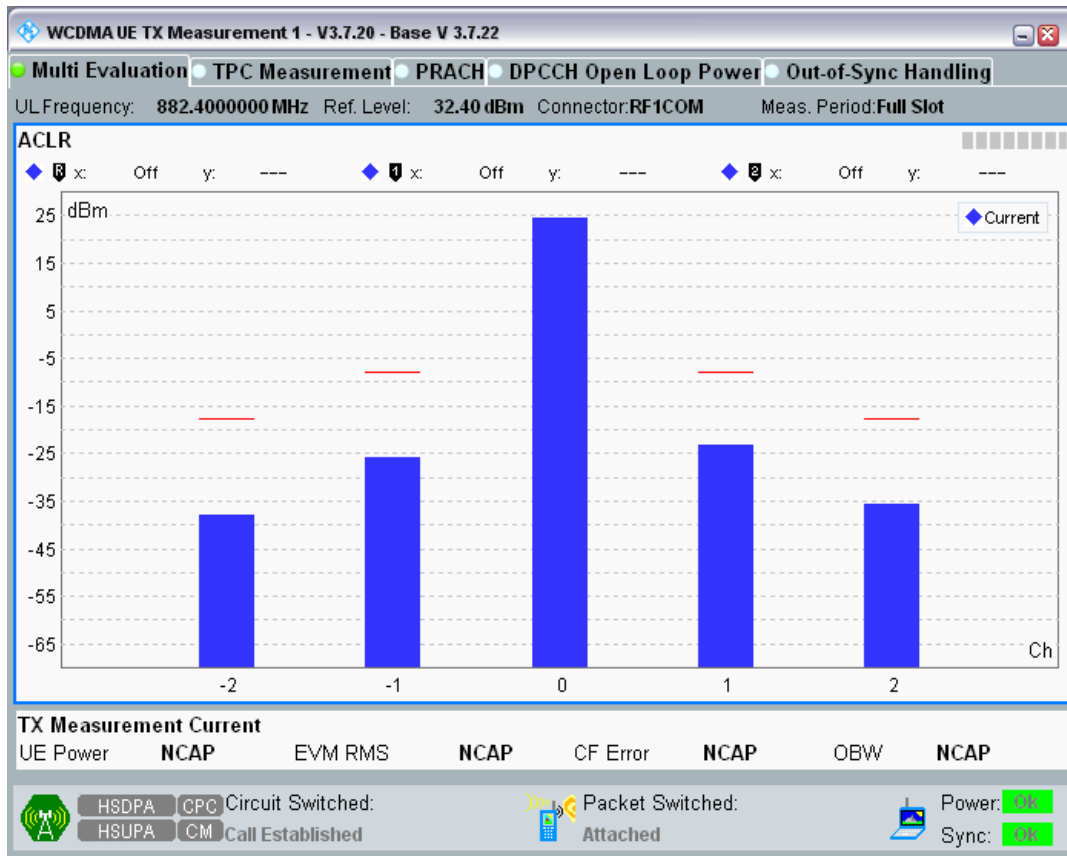 WCDMA UE TX Measurement 1 - V3.7.20 - Base V 3.7.22
Multi Evaluation TPC Measurement PRACH DPCCH Open Loop Power Out-of-Sync Handling
UL Frequency: 882.4000000 MHz Ref. Level: 32.40 dBm Connector:RF1COM Meas. Period:Full Slot
ACLR
R x: Off y: --- 1 x: Off y: --- 2 x: Off y: ---
25 dBm Current
15
5
-5
-15
-25
-35
-45
-55
-65 Ch
-2 -1 0 1 2
TX Measurement Current
UE Power NCAP EVM RMS NCAP CF Error NCAP OBW NCAP
HSDPA CPC Circuit Switched: Packet Switched: Power: Ok
HSUPA CM Call Established Attached Sync: Ok